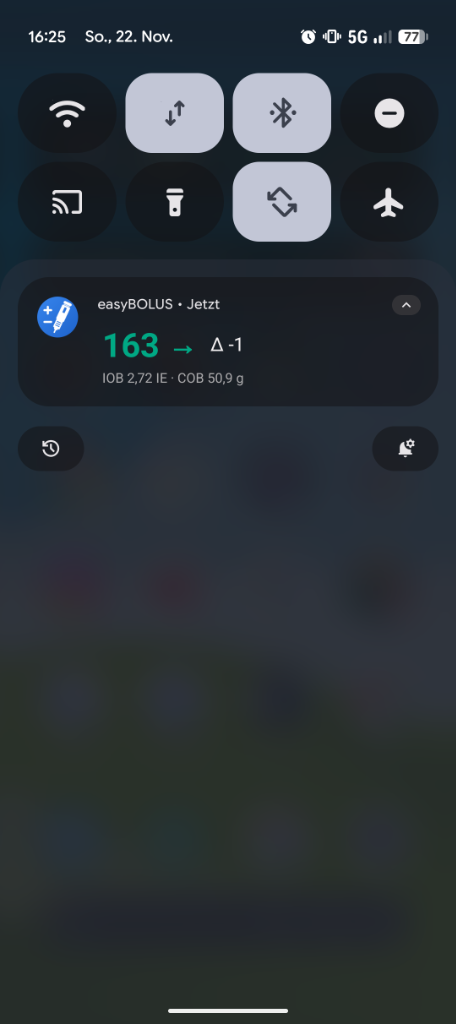 16:25 So., 22. Nov. 5G 77
easyBOLUS • Jetzt
163 → Δ -1
IOB 2,72 IE · COB 50,9 g